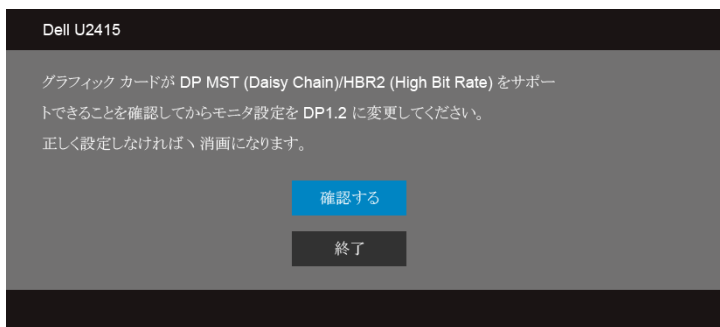 Dell U2415
グラフィック カードが DP MST (Daisy Chain)/HBR2 (High Bit Rate) をサポー
トできることを確認してからモニタ設定を DP1.2 に変更してください。
正しく設定しなければヽ消画になります。
確認する
終了